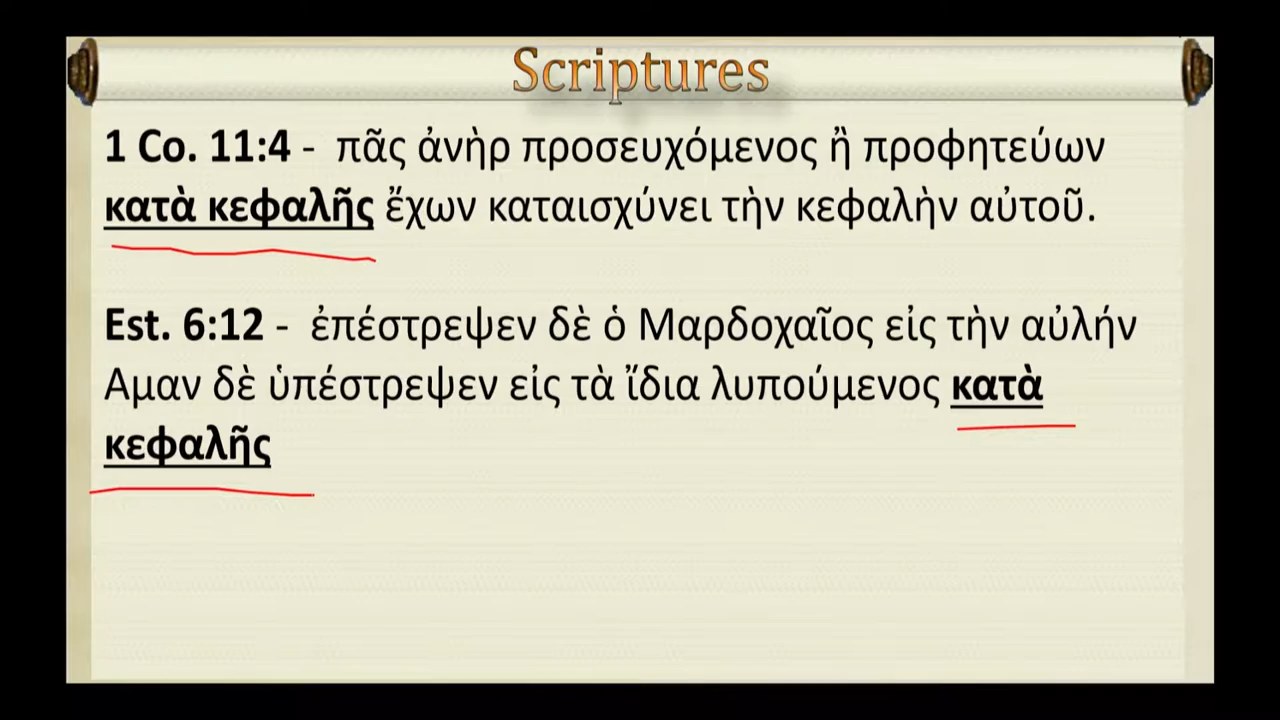 Scriptures
1 Co. 11:4 - πᾶς ἀνὴρ προσευχόμενος ἢ προφητεύων
κατὰ κεφαλῆς ἔχων καταισχύνει τὴν κεφαλὴν αὐτοῦ.
Est. 6:12 - ἐπέστρεψεν δὲ ὁ Μαρδοχαῖος εἰς τὴν αὐλήν
Αμαν δὲ ὑπέστρεψεν εἰς τὰ ἴδια λυπούμενος κατὰ
κεφαλῆς